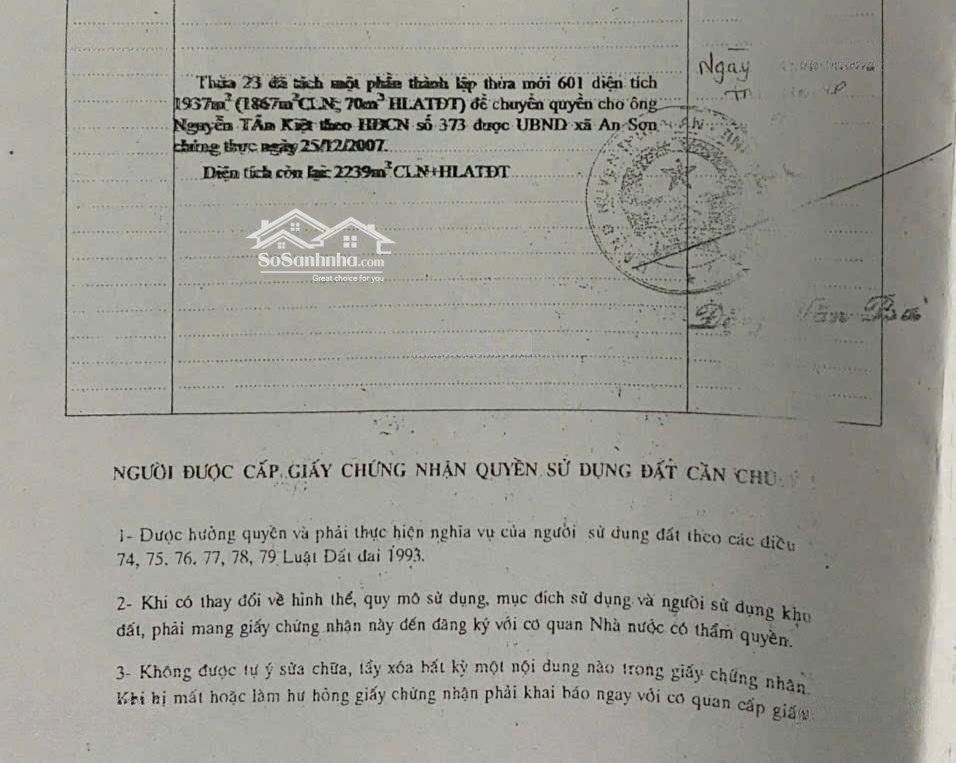 Ngày
Thửa 23 đã tách một phần thành lập thửa mới 601 diện tích
1937m² (1867m²CLN; 70m² HLATĐT) để chuyển quyền cho ông
Nguyễn TẤn Kiệt theo HĐCN số 373 được UBND xã An Sơn
chứng thực ngày 25/12/2007.
Diện tích còn lại: 2239m² CLN+HLATĐT
SoSanhnha.com
Great choice for you
Văn Bá
NGƯỜI ĐƯỢC CẤP GIẤY CHỨNG NHẬN QUYỀN SỬ DỤNG ĐẤT CẦN CHÚ Ý
1- Được hưởng quyền và phải thực hiện nghĩa vụ của người sử dụng đất theo các điều
74, 75. 76. 77, 78, 79 Luật Đất đai 1993.
2- Khi có thay đổi về hình thể, quy mô sử dụng, mục đích sử dụng và người sử dụng khu
đất, phải mang giấy chứng nhận này đến đăng ký với cơ quan Nhà nước có thẩm quyền.
3- Không được tự ý sửa chữa, tẩy xóa bất kỳ một nội dung nào trong giấy chứng nhận.
Khi bị mất hoặc làm hư hỏng giấy chứng nhận phải khai báo ngay với cơ quan cấp giấy